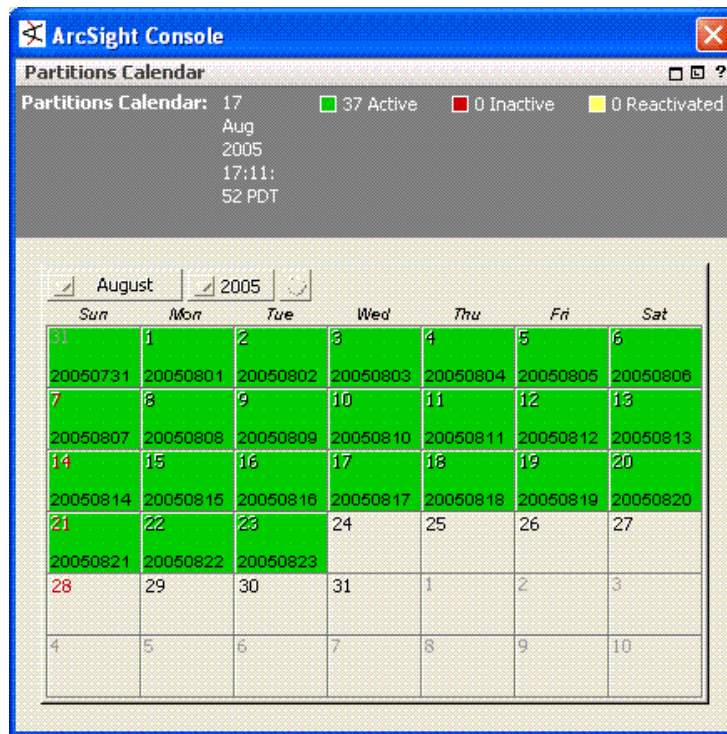 ArcSight Console
Partitions Calendar
?
Partitions Calendar: 17 Aug 2005 17:11:52 PDT 37 Active 0 Inactive 0 Reactivated
August 2005
Sun Mon Tue Wed Thu Fri Sat
31 1 2 3 4 5 6
20050731 20050801 20050802 20050803 20050804 20050805 20050806
7 8 9 10 11 12 13
20050807 20050808 20050809 20050810 20050811 20050812 20050813
14 15 16 17 18 19 20
20050814 20050815 20050816 20050817 20050818 20050819 20050820
21 22 23 24 25 26 27
20050821 20050822 20050823
28 29 30 31 1 2 3
4 5 6 7 8 9 10